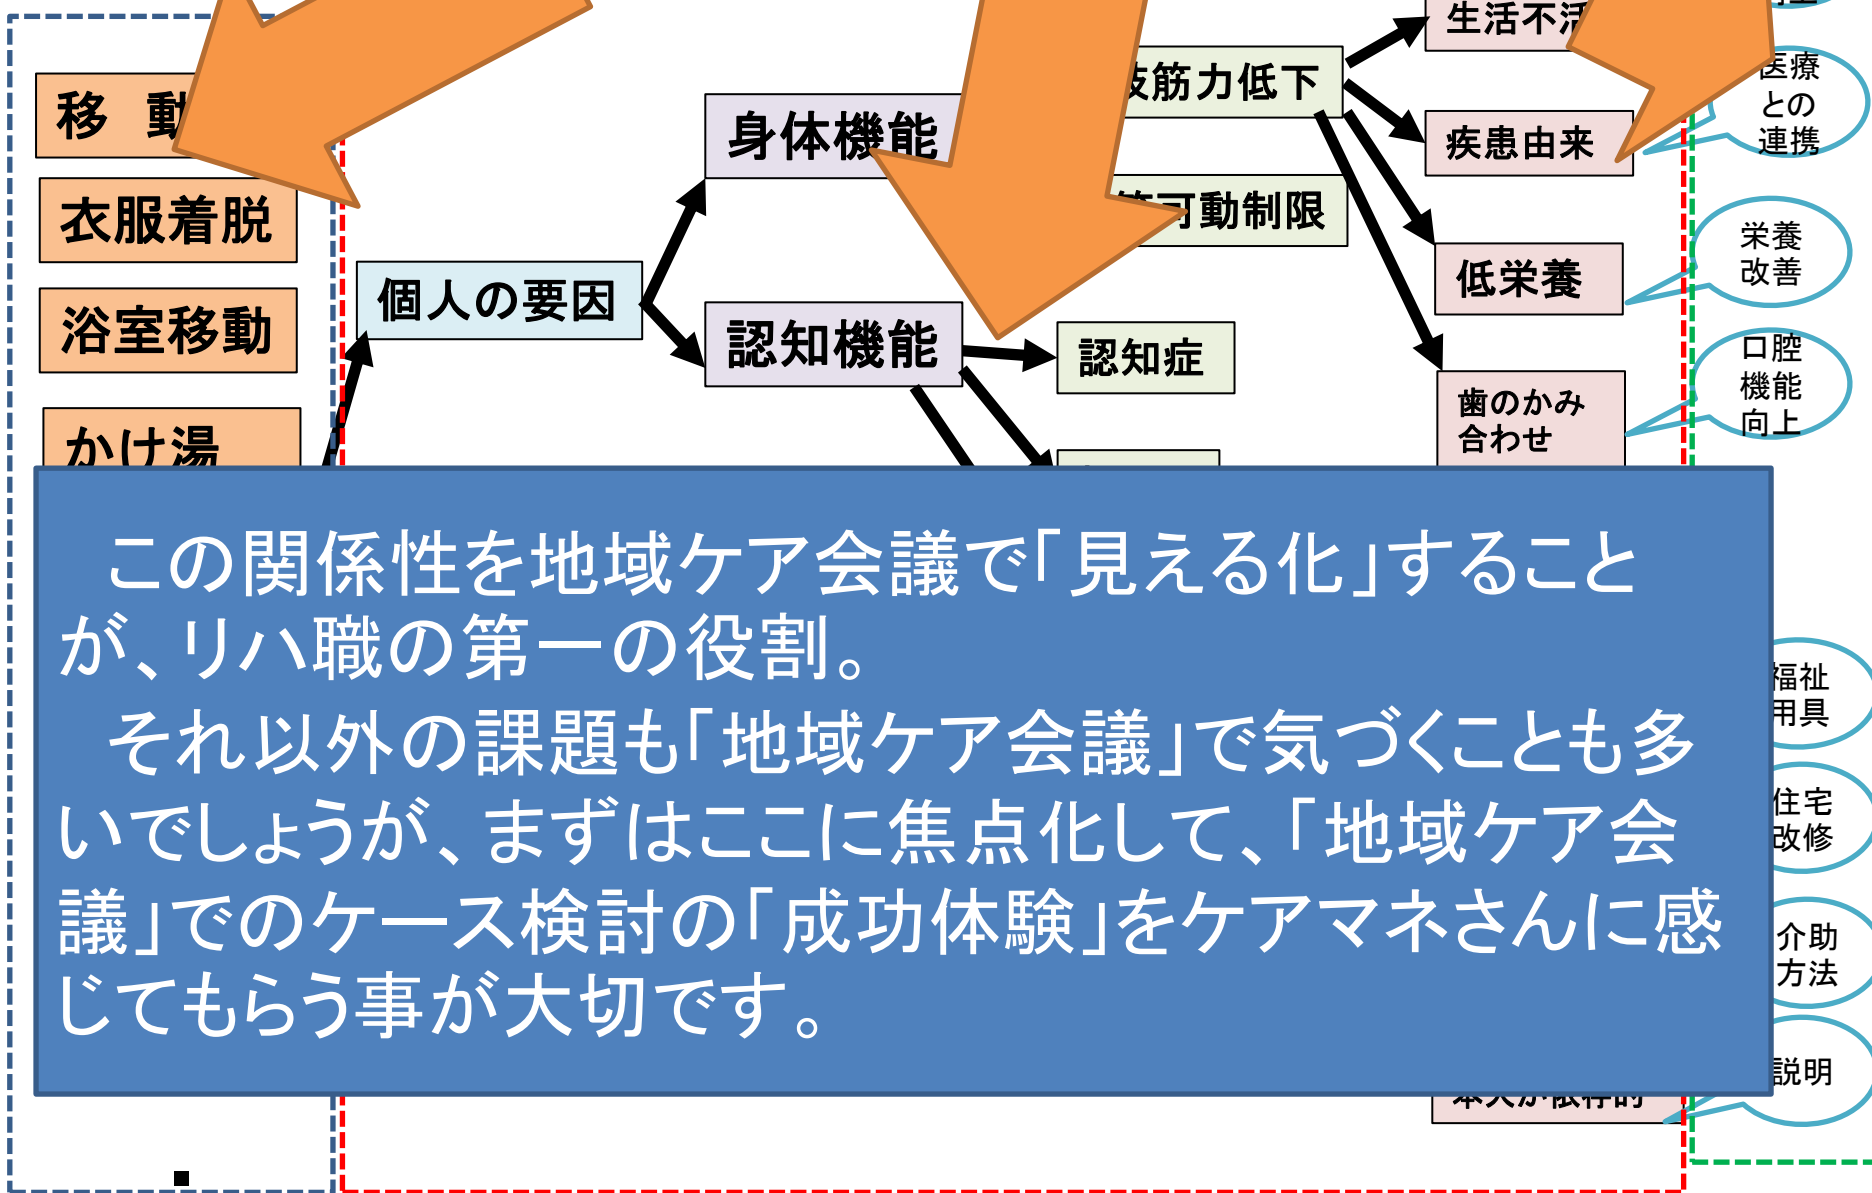 移 動
衣服着脱
浴室移動
かけ湯
個人の要因
身体機能
認知機能
筋力低下
可動制限
認知症
生活不活
疾患由来
低栄養
歯のかみ
合わせ
本人が依存的
医療
との
連携
栄養
改善
口腔
機能
向上
福祉
用具
住宅
改修
介助
方法
説明
この関係性を地域ケア会議で「見える化」すること
が、リハ職の第一の役割。
それ以外の課題も「地域ケア会議」で気づくことも多
いでしょうが、まずはここに焦点化して、「地域ケア会
議」でのケース検討の「成功体験」をケアマネさんに感
じてもらう事が大切です。